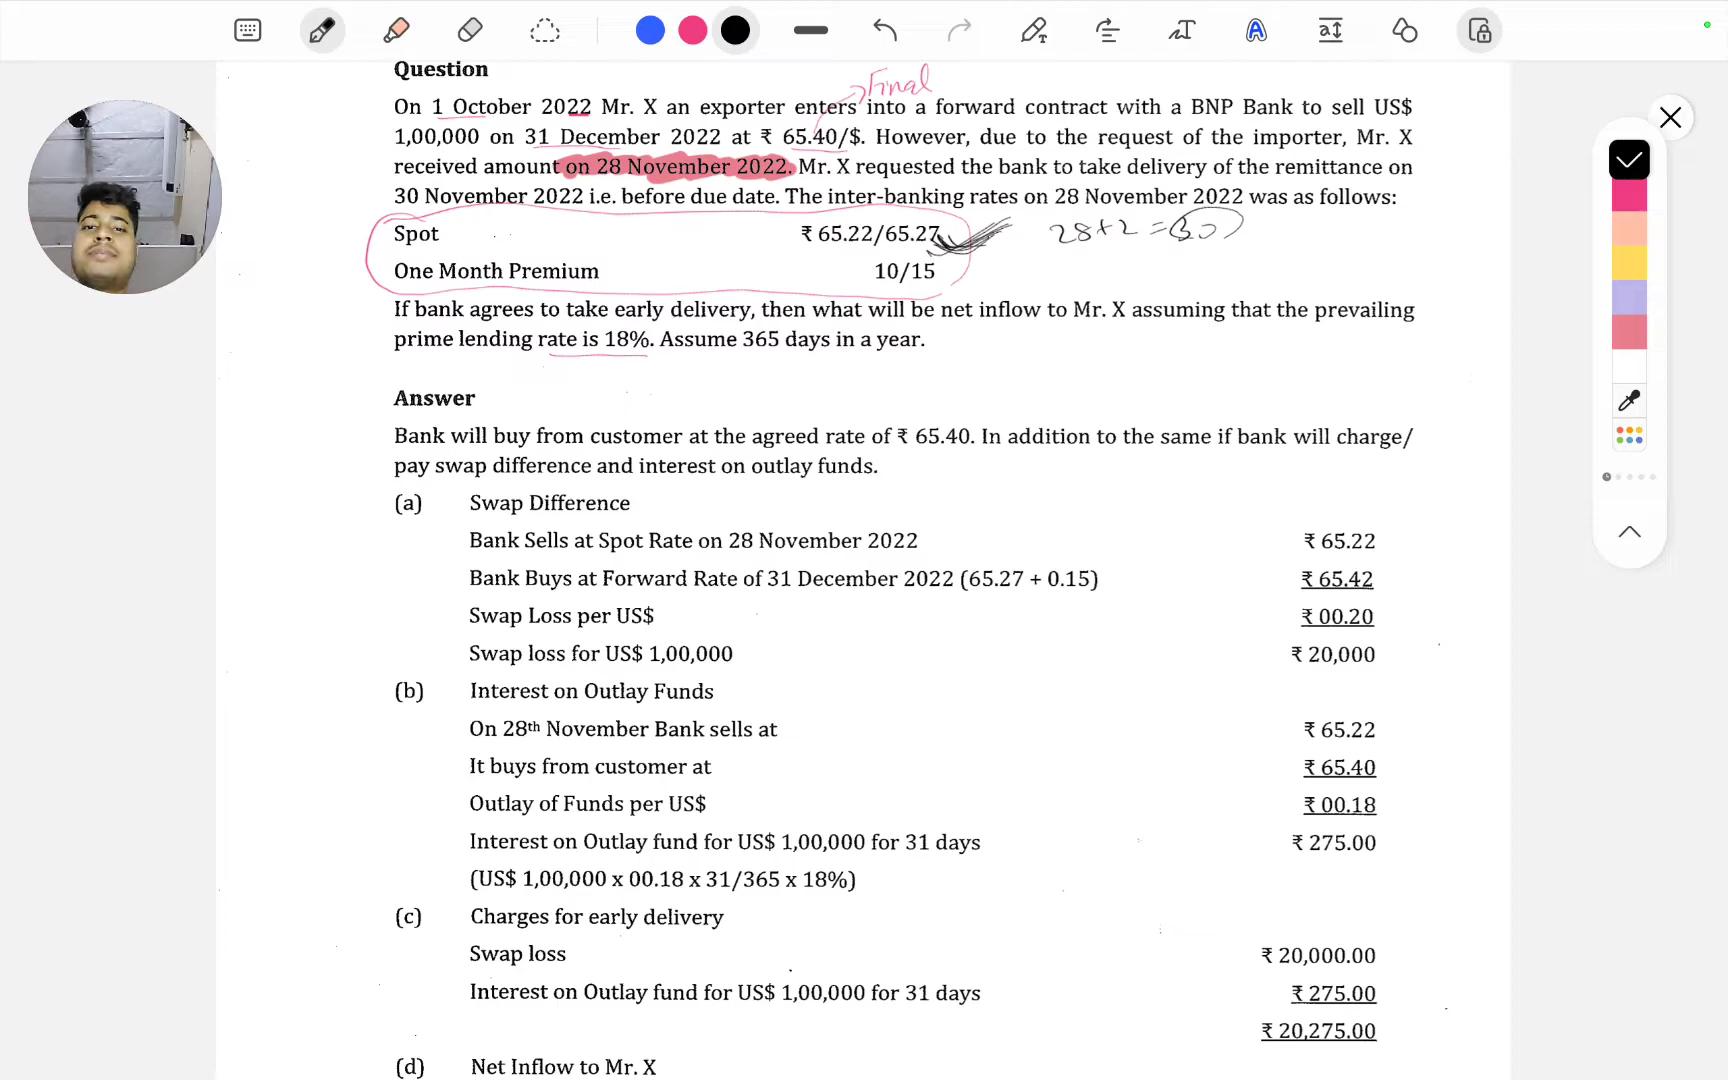 Question
Final
On 1 October 2022 Mr. X an exporter enters into a forward contract with a BNP Bank to sell US$
1,00,000 on 31 December 2022 at ₹ 65.40/$. However, due to the request of the importer, Mr. X
received amount on 28 November 2022. Mr. X requested the bank to take delivery of the remittance on
30 November 2022 i.e. before due date. The inter-banking rates on 28 November 2022 was as follows:
Spot ₹ 65.22/65.27
28+2 = 30
One Month Premium 10/15
If bank agrees to take early delivery, then what will be net inflow to Mr. X assuming that the prevailing
prime lending rate is 18%. Assume 365 days in a year.
Answer
Bank will buy from customer at the agreed rate of ₹ 65.40. In addition to the same if bank will charge/
pay swap difference and interest on outlay funds.
(a) Swap Difference
Bank Sells at Spot Rate on 28 November 2022 ₹ 65.22
Bank Buys at Forward Rate of 31 December 2022 (65.27 + 0.15) ₹ 65.42
Swap Loss per US$ ₹ 00.20
Swap loss for US$ 1,00,000 ₹ 20,000
(b) Interest on Outlay Funds
On 28th November Bank sells at ₹ 65.22
It buys from customer at ₹ 65.40
Outlay of Funds per US$ ₹ 00.18
Interest on Outlay fund for US$ 1,00,000 for 31 days ₹ 275.00
(US$ 1,00,000 x 00.18 x 31/365 x 18%)
(c) Charges for early delivery
Swap loss ₹ 20,000.00
Interest on Outlay fund for US$ 1,00,000 for 31 days ₹ 275.00
₹ 20,275.00
(d) Net Inflow to Mr. X